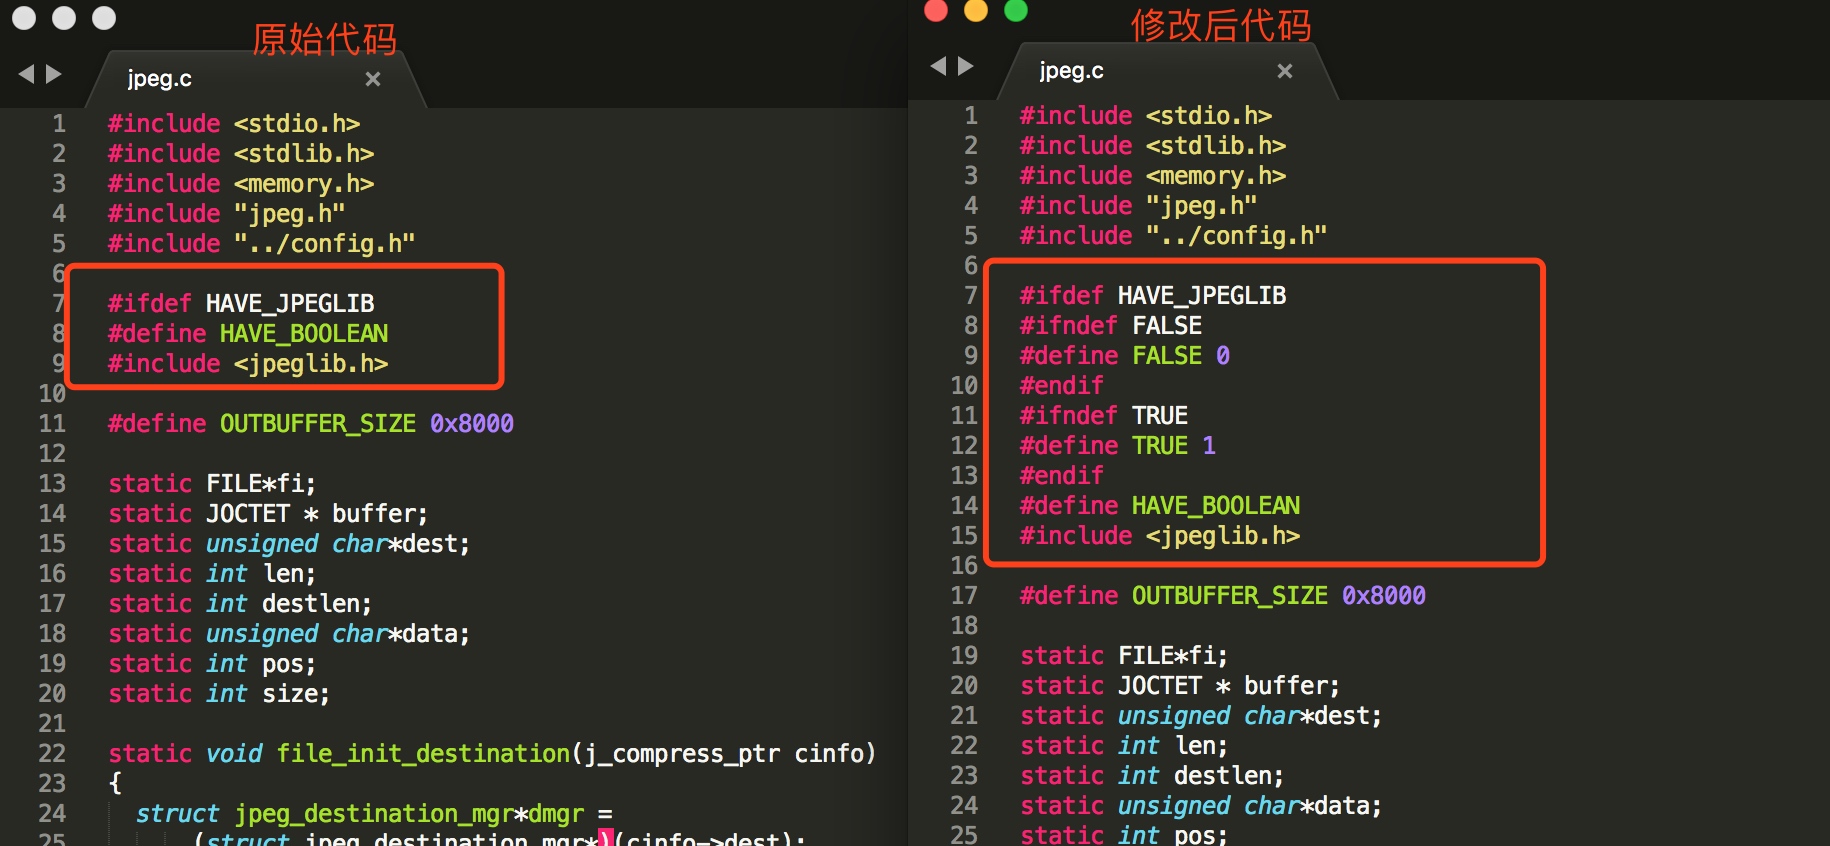 原始代码
jpeg.c ×
1 #include <stdio.h>
2 #include <stdlib.h>
3 #include <memory.h>
4 #include "jpeg.h"
5 #include "../config.h"
6
7 #ifdef HAVE_JPEGLIB
8 #define HAVE_BOOLEAN
9 #include <jpeglib.h>
10
11 #define OUTBUFFER_SIZE 0x8000
12
13 static FILE*fi;
14 static JOCTET * buffer;
15 static unsigned char*dest;
16 static int len;
17 static int destlen;
18 static unsigned char*data;
19 static int pos;
20 static int size;
21
22 static void file_init_destination(j_compress_ptr cinfo)
23 {
24 struct jpeg_destination_mgr*dmgr =
25 (struct jpeg_destination_mgr*)(cinfo->dest);
修改后代码
jpeg.c ×
1 #include <stdio.h>
2 #include <stdlib.h>
3 #include <memory.h>
4 #include "jpeg.h"
5 #include "../config.h"
6
7 #ifdef HAVE_JPEGLIB
8 #ifndef FALSE
9 #define FALSE 0
10 #endif
11 #ifndef TRUE
12 #define TRUE 1
13 #endif
14 #define HAVE_BOOLEAN
15 #include <jpeglib.h>
16
17 #define OUTBUFFER_SIZE 0x8000
18
19 static FILE*fi;
20 static JOCTET * buffer;
21 static unsigned char*dest;
22 static int len;
23 static int destlen;
24 static unsigned char*data;
25 static int pos;